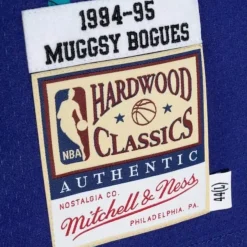 1994-95
MUGGSY BOGUES
HARDWOOD
CLASSICS
NBA
AUTHENTIC
NOSTALGIA CO.
Mitchell & Ness
PHILADELPHIA, PA.
44(L)